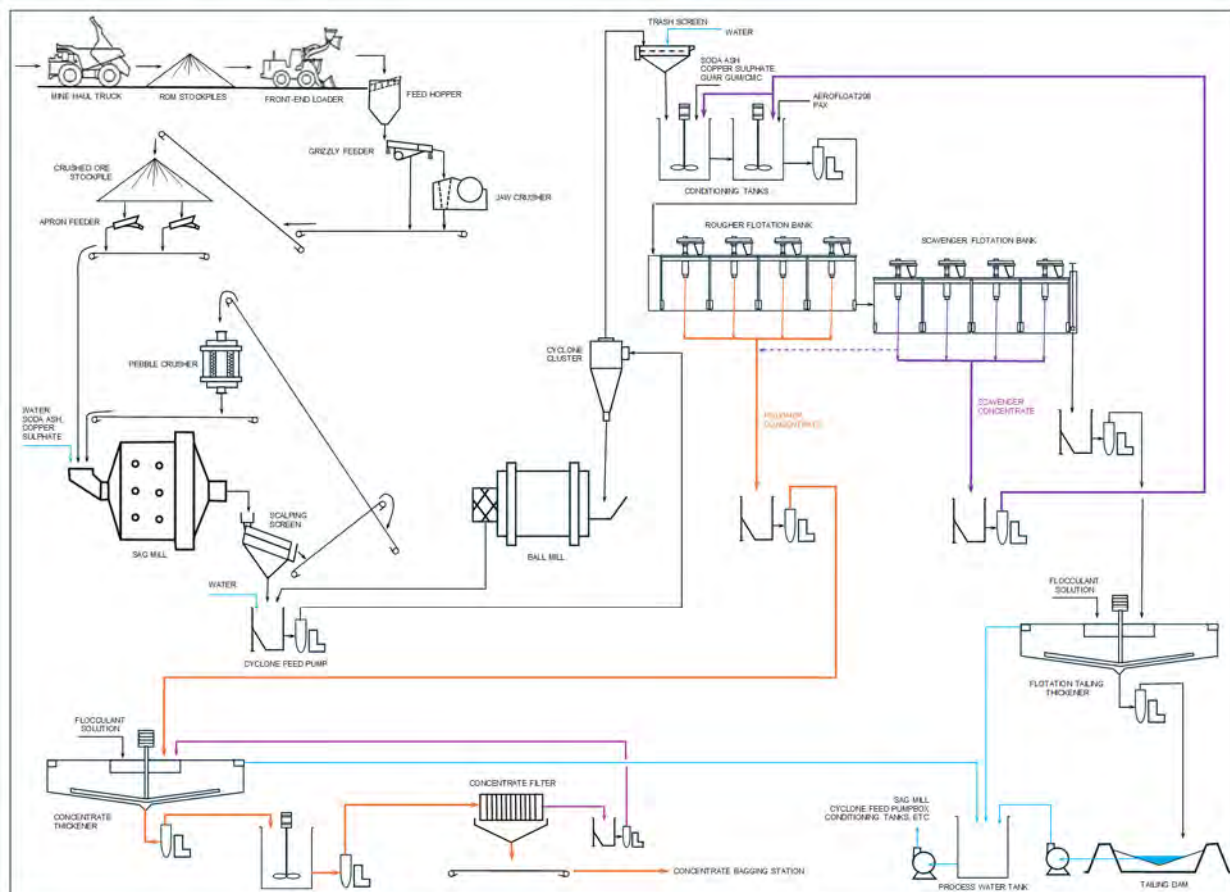 TRASH SCREEN
WATER
SODA ASH
COPPER SULPHATE,
GUAR GUM/CMC
AEROFLOAT208
PAX
MINE HAUL TRUCK
ROM STOCKPILES
FRONT-END LOADER
FEED HOPPER
GRIZZLY FEEDER
JAW CRUSHER
CRUSHED ORE
STOCKPILE
APRON FEEDER
CONDITIONING TANKS
ROUGHER FLOTATION BANK
SCAVENGER FLOTATION BANK
PEBBLE CRUSHER
CYCLONE
CLUSTER
WATER
SODA ASH,
COPPER
SULPHATE
SCAVENGER
CONCENTRATE
SCALPING
SCREEN
SAG MILL
BALL MILL
WATER
CYCLONE FEED PUMP
FLOCCULANT
SOLUTION
FLOTATION TAILING
THICKENER
FLOCCULANT
SOLUTION
CONCENTRATE FILTER
CONCENTRATE
THICKENER
SAG MILL
CYCLONE FEED PUMPBOX,
CONDITIONING TANKS, ETC
CONCENTRATE BAGGING STATION
PROCESS WATER TANK
TAILING DAM